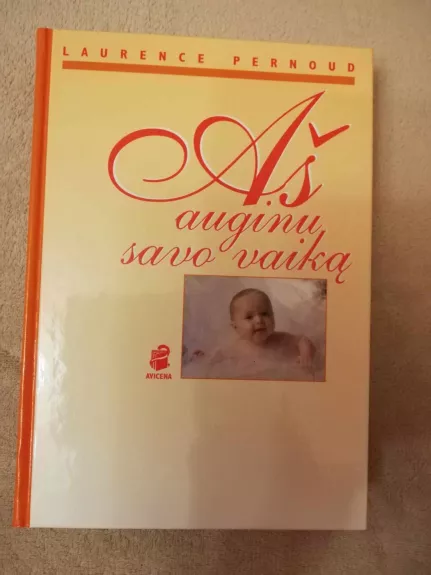 LAURENCE PERNOUD
Aš
auginu
savo vaiką
AVICENA